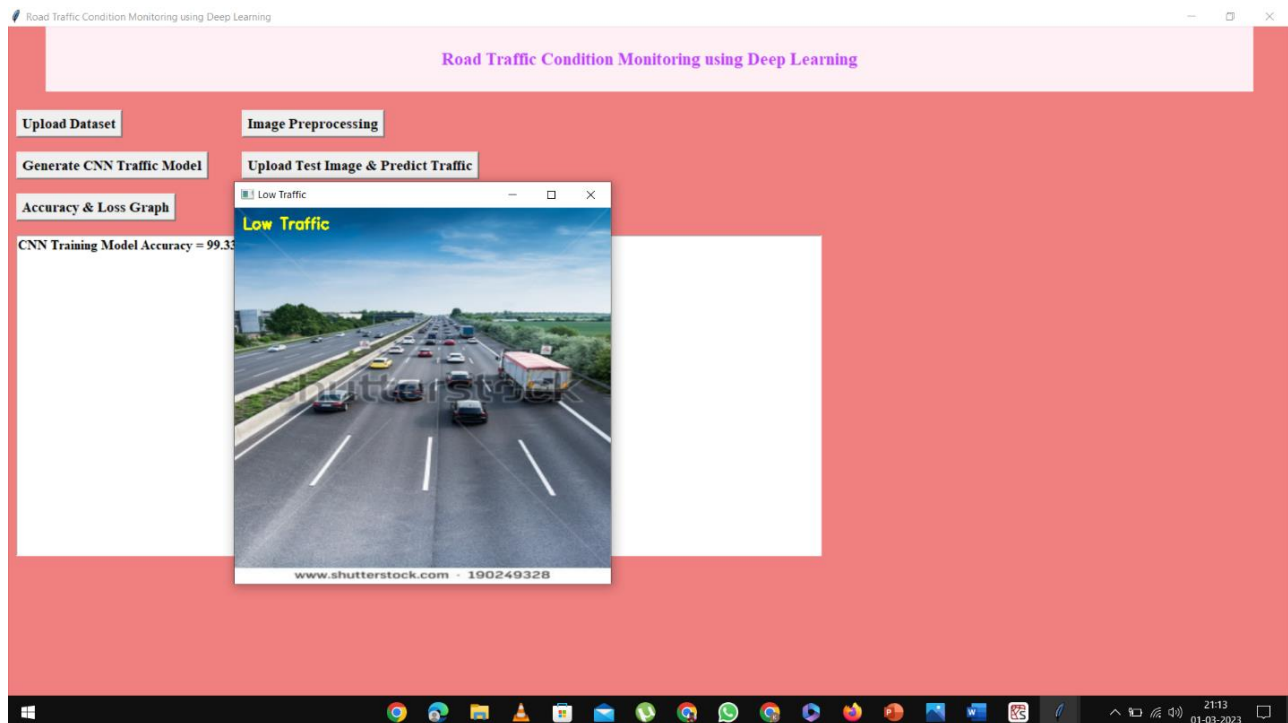 Road Traffic Condition Monitoring using Deep Learning
Road Traffic Condition Monitoring using Deep Learning
Upload Dataset
Image Preprocessing
Generate CNN Traffic Model
Upload Test Image & Predict Traffic
Accuracy & Loss Graph
Low Traffic
Low Traffic
CNN Training Model Accuracy = 99.33
shutterstock
www.shutterstock.com · 190249328
21:13
01-03-2023